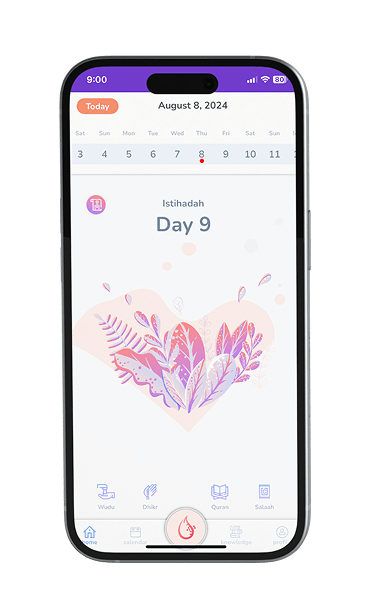 9:00
80
Today
August 8, 2024
Sat Sun Mon Tue Wed Thu Fri Sat Sun
3 4 5 6 7 8 9 10 11
Istihadah
Day 9
Wudu Dhikr Quran Salaah
home calendar knowledge profil